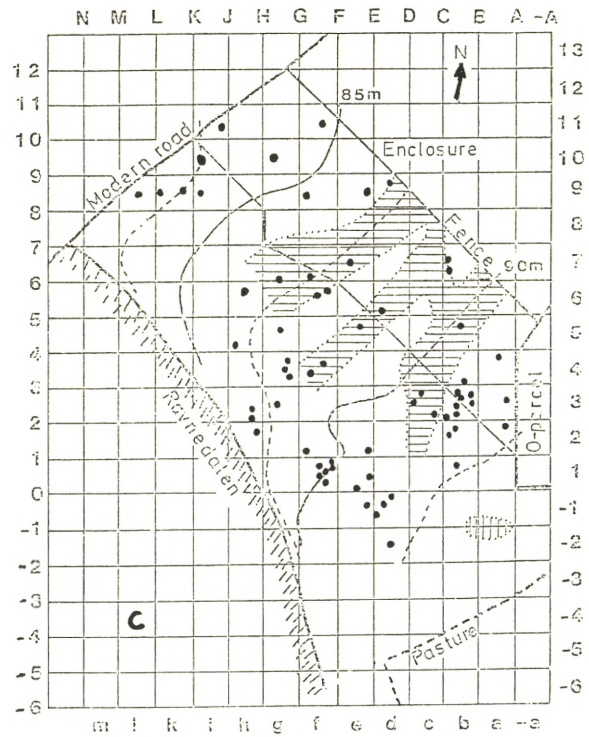 N M L K J H G F E D C B A -A
13
12 12
11 11
10 10
9 9
8 8
7 7
6 6
5 5
4 4
3 3
2 2
1 1
0
-1 -1
-2 -2
-3 -3
-4 -4
-5 -5
-6 -6
N
85m
Modern road
Enclosure
Fence
90m
Ravnedalen
O-parcel
C
Pasture
m l k i h g f e d c b a -a